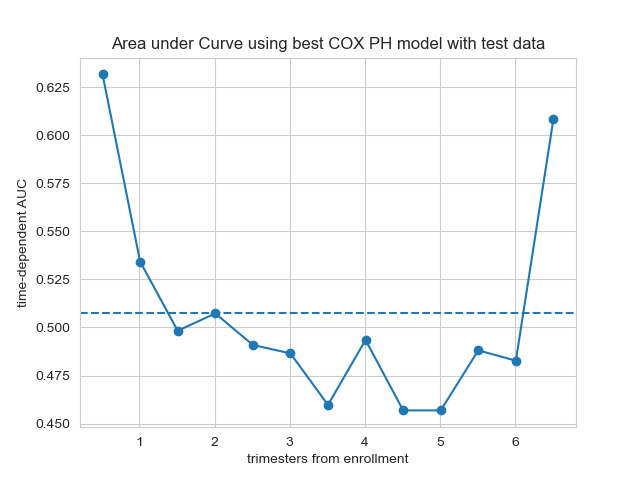 Area under Curve using best COX PH model with test data
0.625
0.600
0.575
0.550
0.525
0.500
0.475
0.450
time-dependent AUC
1 2 3 4 5 6
trimesters from enrollment